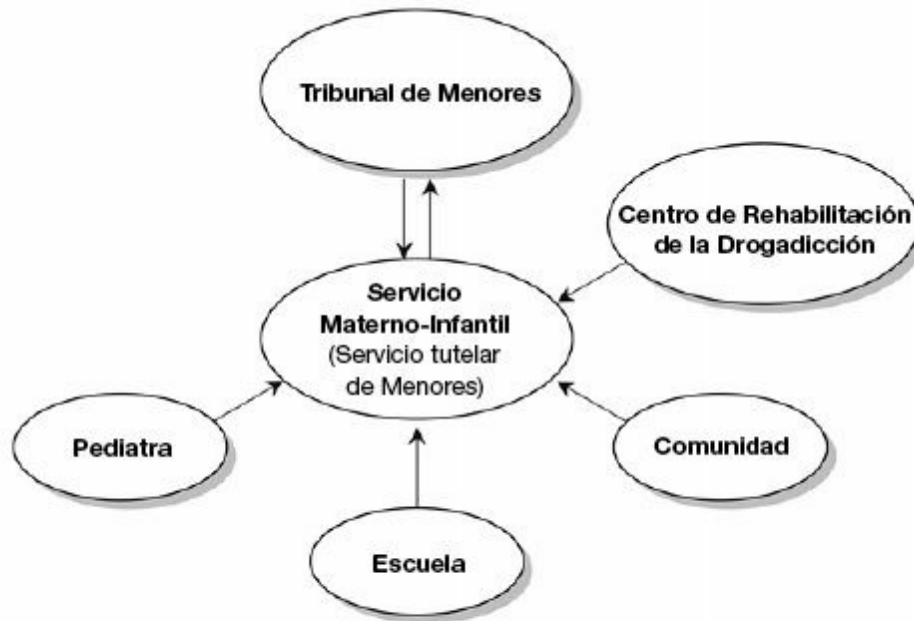 Tribunal de Menores
Centro de Rehabilitación
de la Drogadicción
Servicio
Materno-Infantil
(Servicio tutelar
de Menores)
Pediatra
Comunidad
Escuela